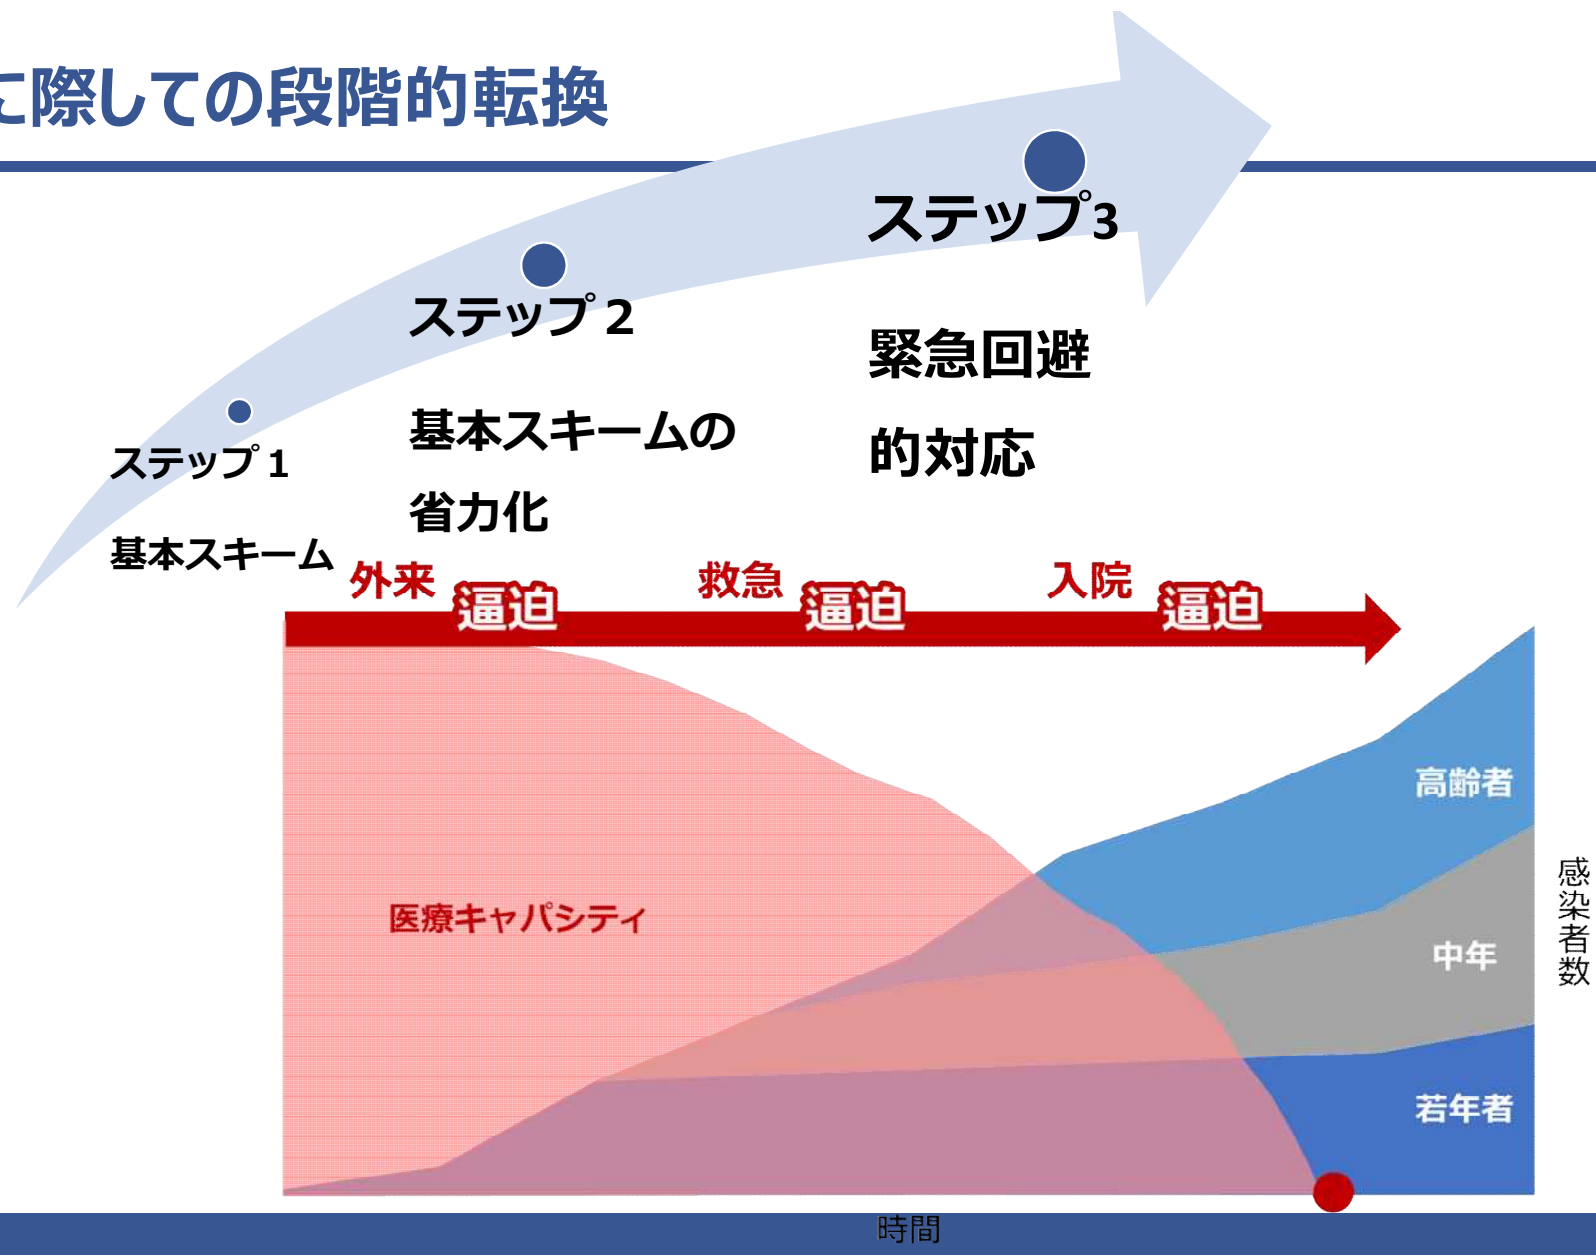 に際しての段階的転換
ステップ3
緊急回避
的対応
ステップ２
基本スキームの
省力化
ステップ１
基本スキーム
外来 逼迫 救急 逼迫 入院 逼迫
医療キャパシティ
高齢者
中年
若年者
感染者数
時間